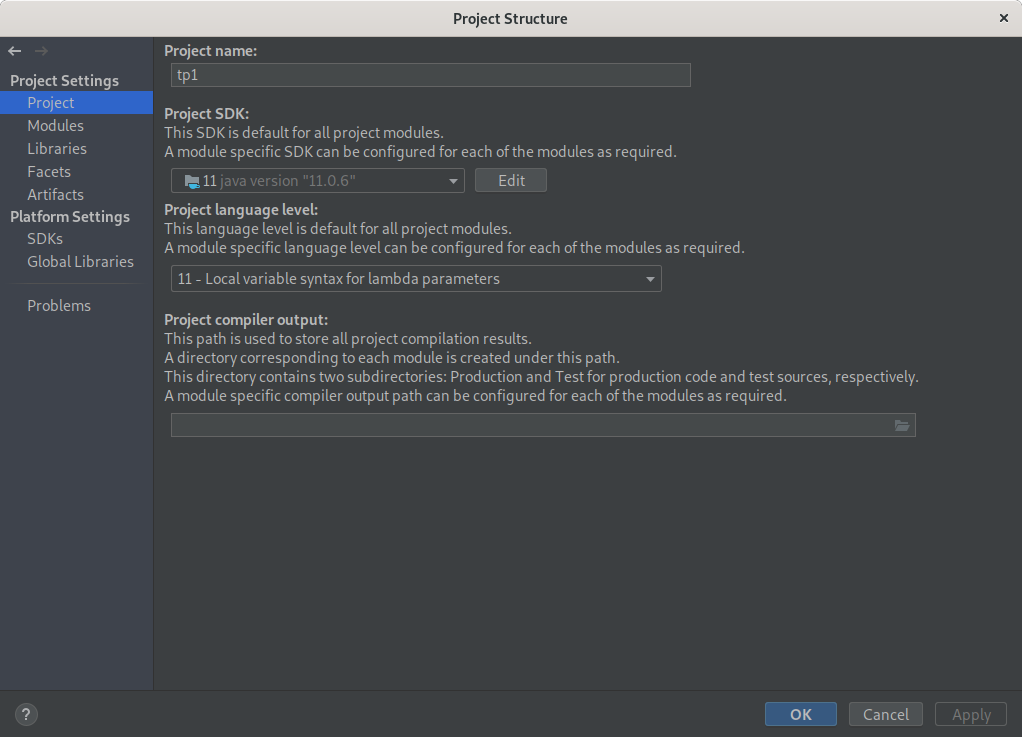 Project Structure
Project Settings
Project
Modules
Libraries
Facets
Artifacts
Platform Settings
SDKs
Global Libraries
Problems
Project name:
tp1
Project SDK:
This SDK is default for all project modules.
A module specific SDK can be configured for each of the modules as required.
11 java version "11.0.6"
Edit
Project language level:
This language level is default for all project modules.
A module specific language level can be configured for each of the modules as required.
11 - Local variable syntax for lambda parameters
Project compiler output:
This path is used to store all project compilation results.
A directory corresponding to each module is created under this path.
This directory contains two subdirectories: Production and Test for production code and test sources, respectively.
A module specific compiler output path can be configured for each of the modules as required.
?
OK
Cancel
Apply